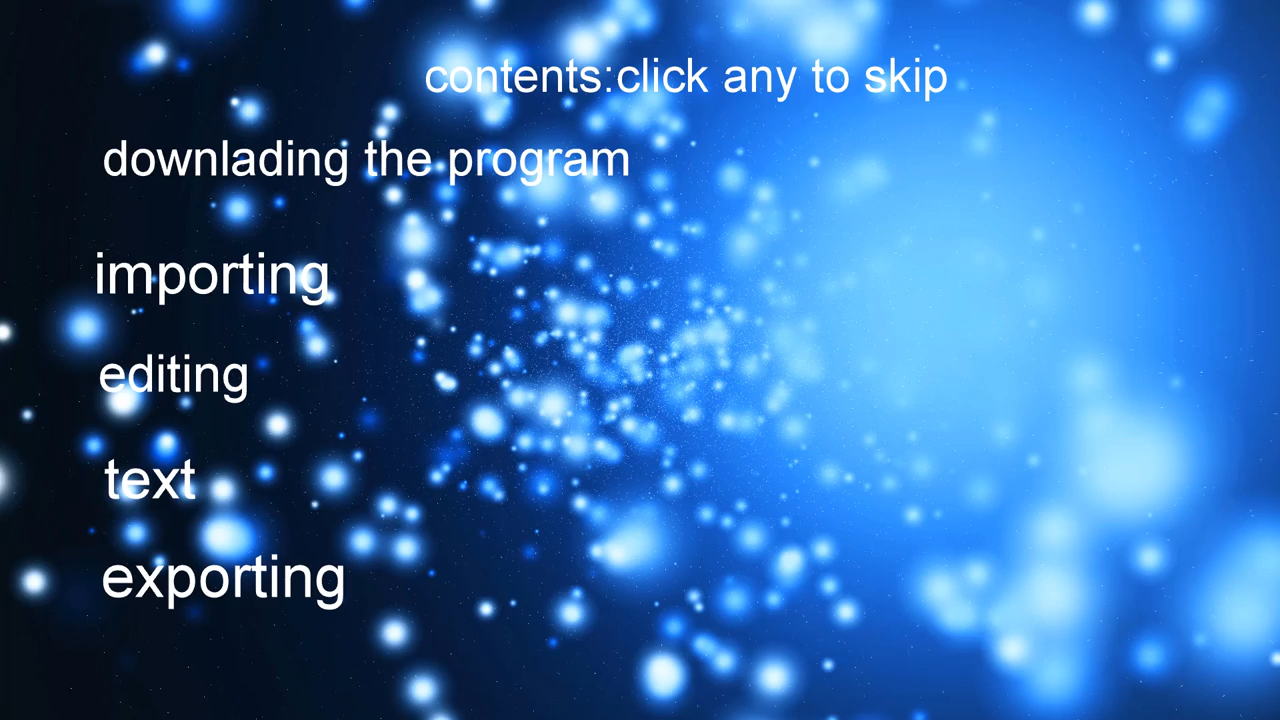 contents:click any to skip
downlading the program
importing
editing
text
exporting